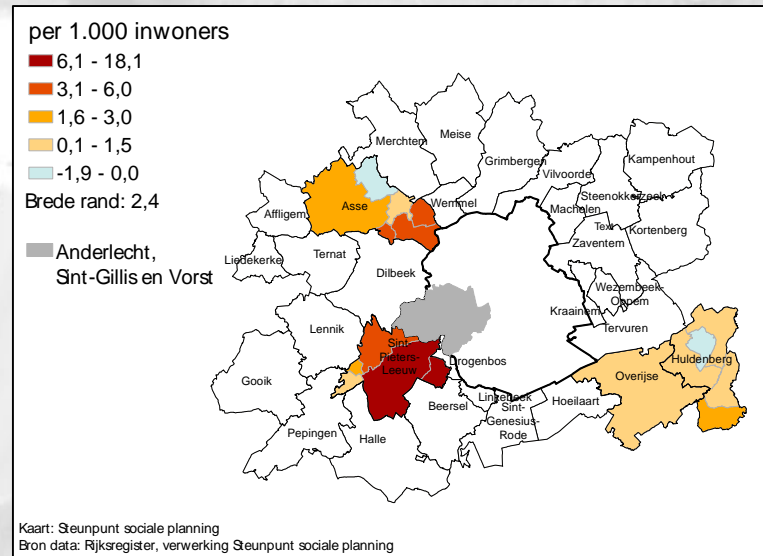 per 1.000 inwoners
6,1 - 18,1
3,1 - 6,0
1,6 - 3,0
0,1 - 1,5
-1,9 - 0,0
Brede rand: 2,4
Anderlecht,
Sint-Gillis en Vorst
Merchtem
Meise
Grimbergen
Kampenhout
Vilvoorde
Steenokkerzeel
Asse
Wemmel
Machelen
Affligem
Text
Kortenberg
Zaventem
Liedekerke
Ternat
Dilbeek
Wezembeek-
Oppem
Kraainem
Tervuren
Lennik
Sint-
Pieters-
Leeuw
Drogenbos
Huldenberg
Overijse
Gooik
Linkebeek
Hoeilaart
Beersel
Sint-
Genesius-
Rode
Pepingen
Halle
Kaart: Steunpunt sociale planning
Bron data: Rijksregister, verwerking Steunpunt sociale planning